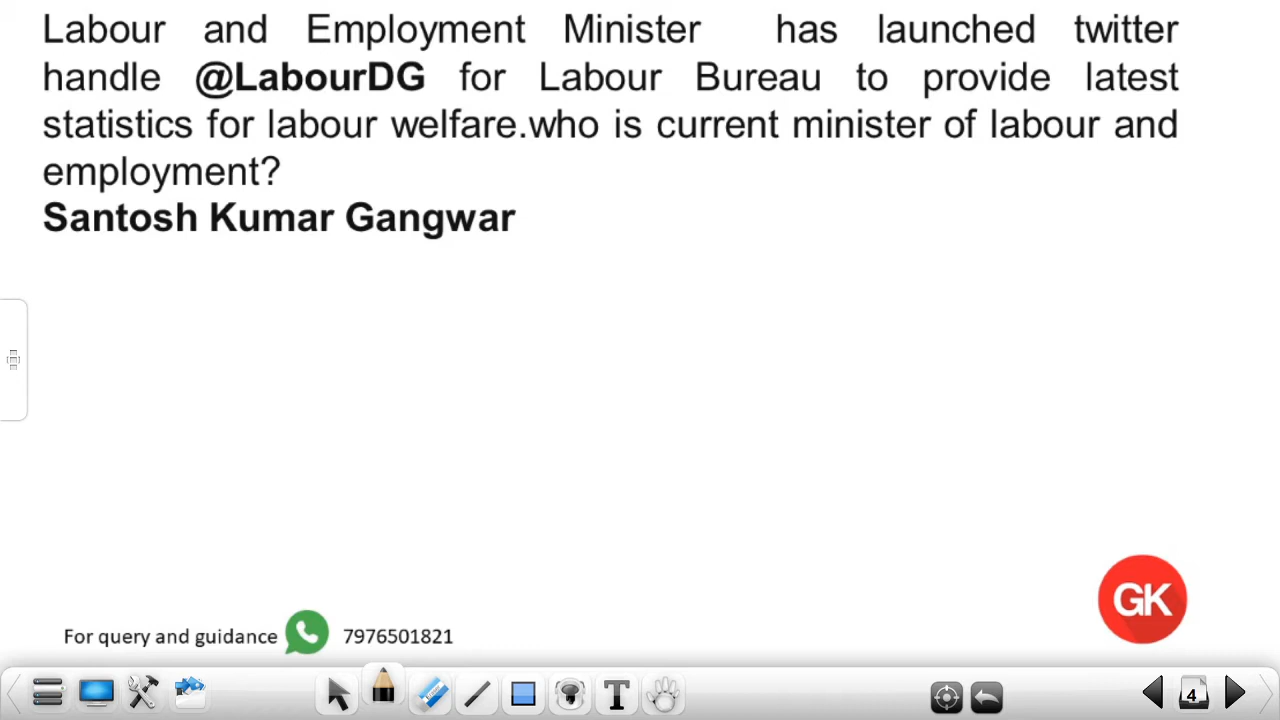 Labour and Employment Minister has launched twitter
handle @LabourDG for Labour Bureau to provide latest
statistics for labour welfare.who is current minister of labour and
employment?
Santosh Kumar Gangwar
GK
For query and guidance 7976501821
T
4